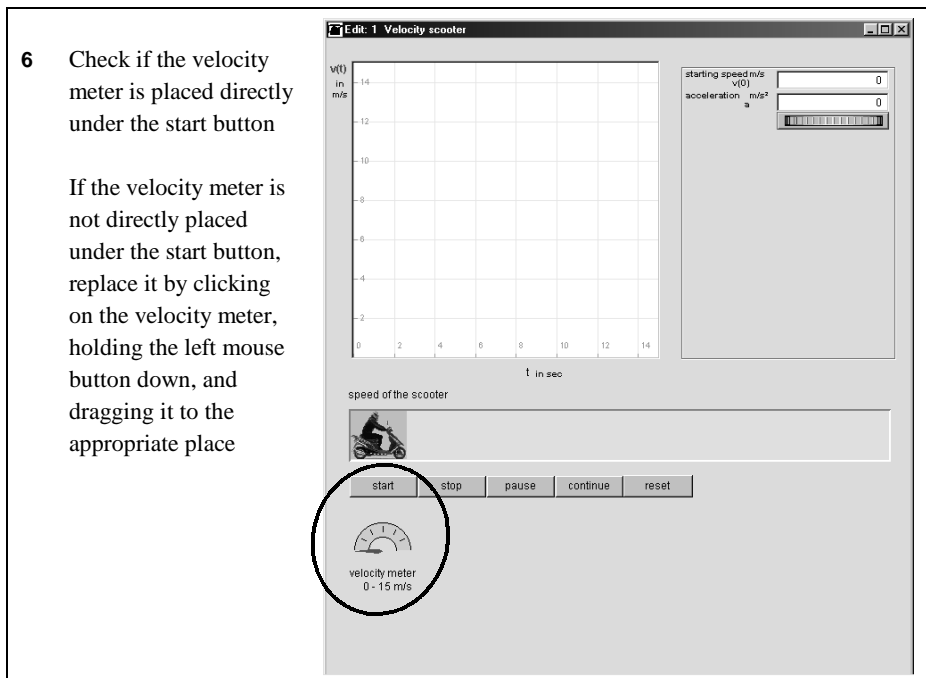 6 Check if the velocity
meter is placed directly
under the start button
If the velocity meter is
not directly placed
under the start button,
replace it by clicking
on the velocity meter,
holding the left mouse
button down, and
dragging it to the
appropriate place
Edit: 1 Velocity scooter
v(t)
in
m/s
14
12
10
8
6
4
2
0 2 4 6 8 10 12 14
t in sec
starting speed m/s
v(0)
0
acceleration m/s²
a
0
speed of the scooter
start stop pause continue reset
velocity meter
0 - 15 m/s